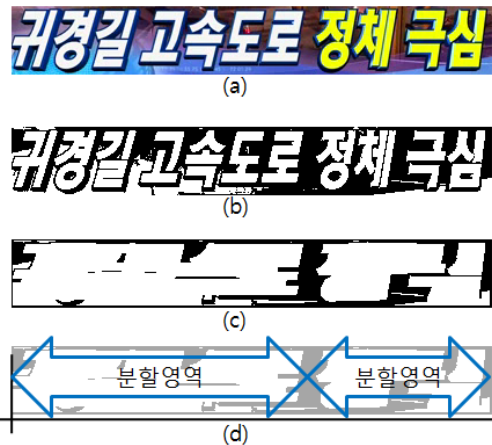 귀경길 고속도로 정체 극심
(a)
귀경길 고속도로 정체 극심
(b)
(c)
분할영역 분할영역
(d)